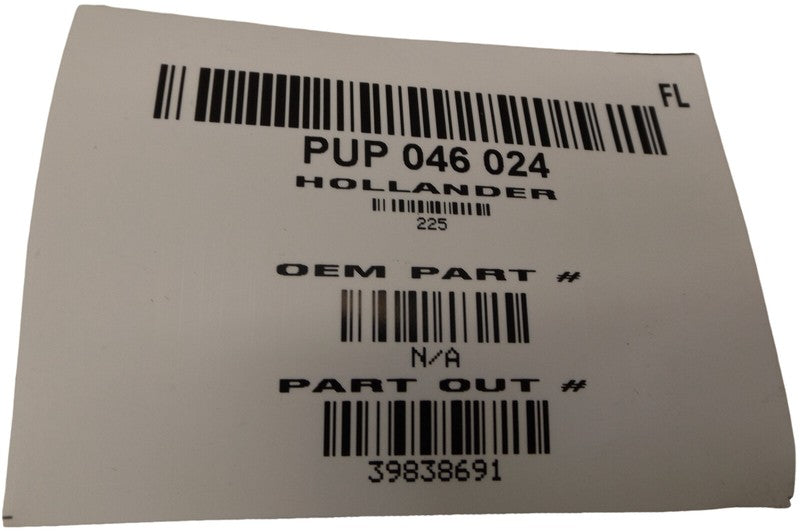 FL
PUP 046 024
HOLLANDER
225
OEM PART #
N/A
PART OUT #
39838691